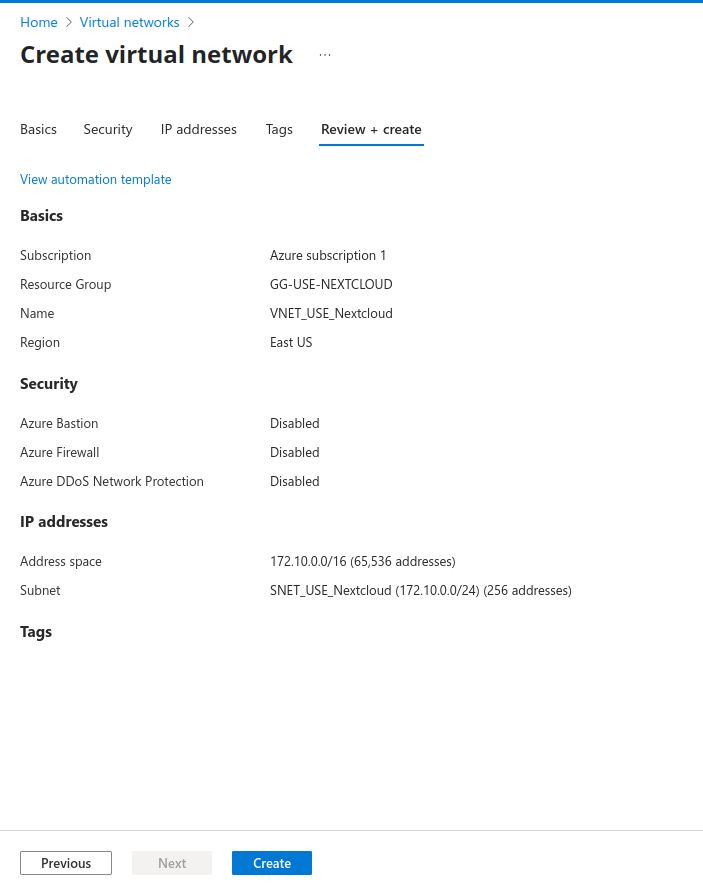 Home > Virtual networks >
Create virtual network ...
Basics Security IP addresses Tags Review + create
View automation template
Basics
Subscription Azure subscription 1
Resource Group GG-USE-NEXTCLOUD
Name VNET_USE_Nextcloud
Region East US
Security
Azure Bastion Disabled
Azure Firewall Disabled
Azure DDoS Network Protection Disabled
IP addresses
Address space 172.10.0.0/16 (65,536 addresses)
Subnet SNET_USE_Nextcloud (172.10.0.0/24) (256 addresses)
Tags
Previous Next Create